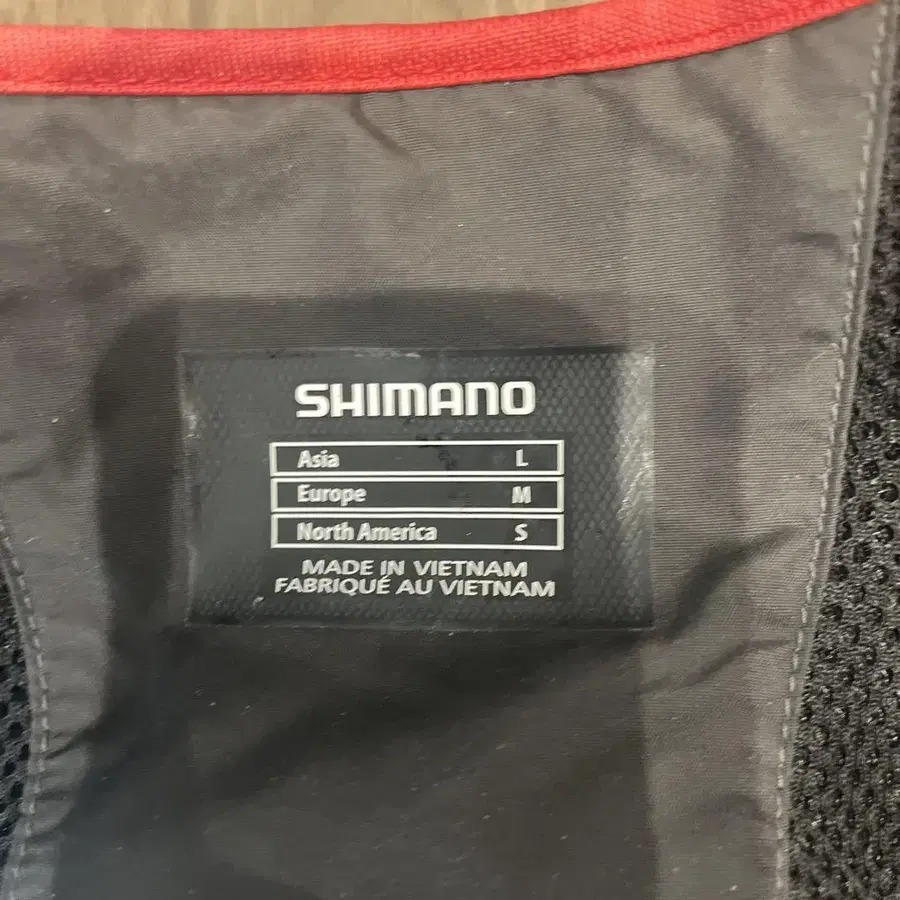 SHIMANO
Asia L
Europe M
North America S
MADE IN VIETNAM
FABRIQUÉ AU VIETNAM